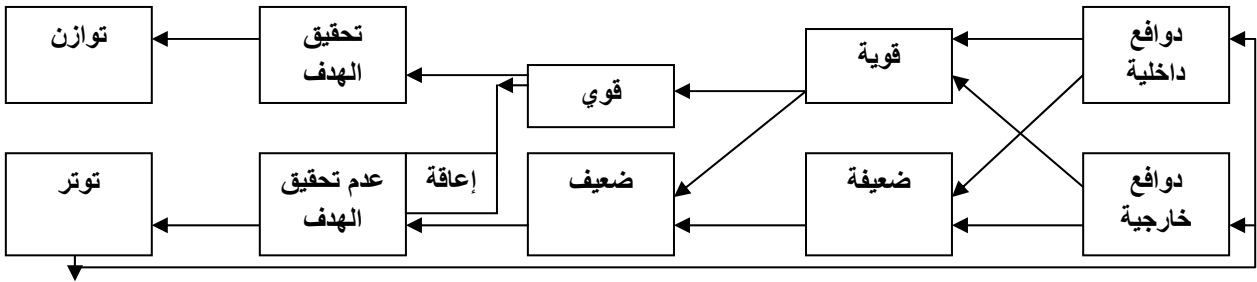 دوافع
داخلية
قوية
قوي
تحقيق
الهدف
توازن
دوافع
خارجية
ضعيفة
ضعيف
إعاقة
عدم تحقيق
الهدف
توتر